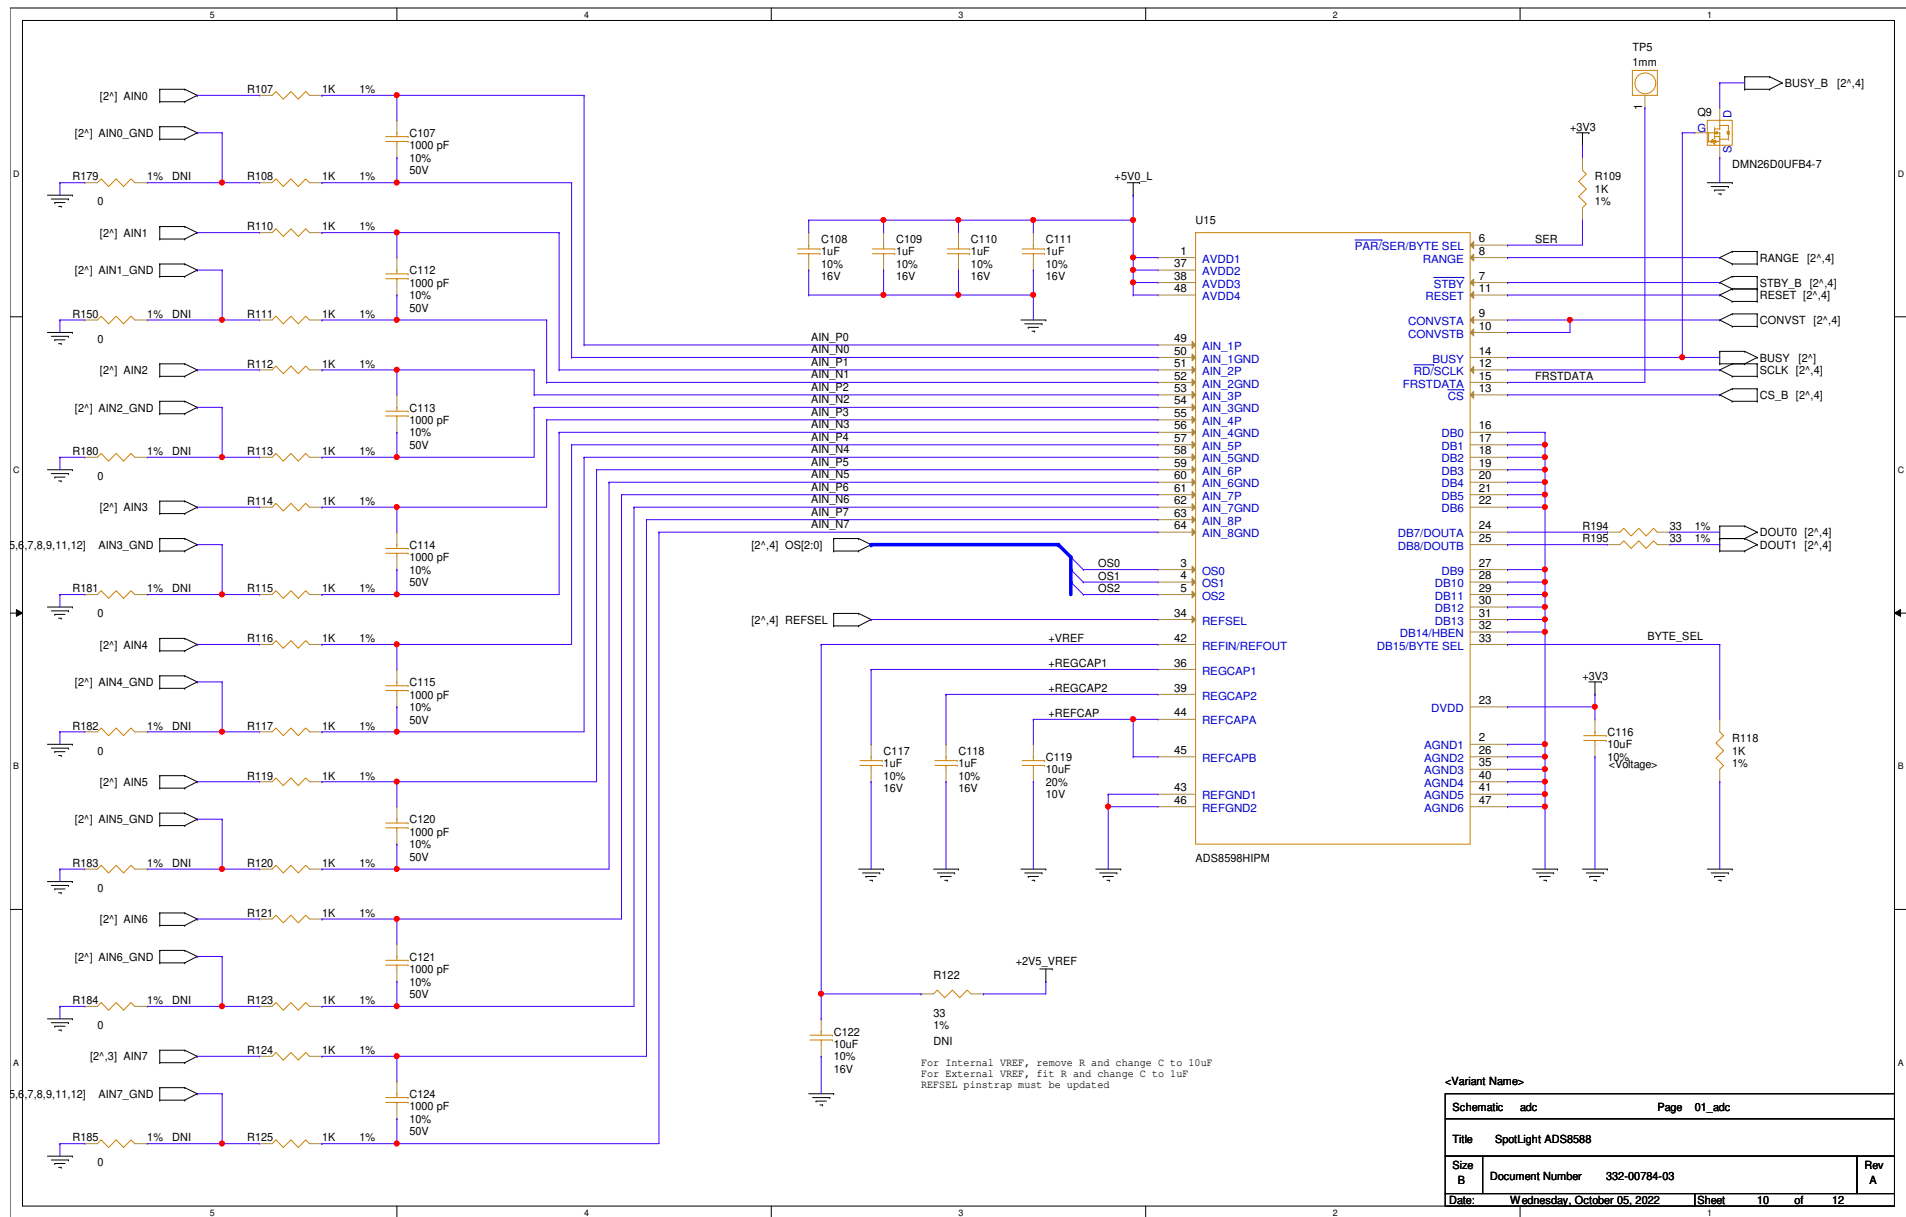 5 4 3 2 1
D
C
B
A
[2^] AIN0
R107 1K 1%
[2^] AIN0_GND
C107
1000 pF
10%
50V
R179 1% DNI R108 1K 1%
0
[2^] AIN1
R110 1K 1%
[2^] AIN1_GND
C112
1000 pF
10%
50V
R150 1% DNI R111 1K 1%
0
[2^] AIN2
R112 1K 1%
[2^] AIN2_GND
C113
1000 pF
10%
50V
R180 1% DNI R113 1K 1%
0
[2^] AIN3
R114 1K 1%
5,6,7,8,9,11,12] AIN3_GND
C114
1000 pF
10%
50V
R181 1% DNI R115 1K 1%
0
[2^] AIN4
R116 1K 1%
[2^] AIN4_GND
C115
1000 pF
10%
50V
R182 1% DNI R117 1K 1%
0
[2^] AIN5
R119 1K 1%
[2^] AIN5_GND
C120
1000 pF
10%
50V
R183 1% DNI R120 1K 1%
0
[2^] AIN6
R121 1K 1%
[2^] AIN6_GND
C121
1000 pF
10%
50V
R184 1% DNI R123 1K 1%
0
[2^,3] AIN7
R124 1K 1%
5,6,7,8,9,11,12] AIN7_GND
C124
1000 pF
10%
50V
R185 1% DNI R125 1K 1%
0
+5V0_L
C108
1uF
10%
16V
C109
1uF
10%
16V
C110
1uF
10%
16V
C111
1uF
10%
16V
U15
1 AVDD1
37 AVDD2
38 AVDD3
48 AVDD4
AIN_P0 49 AIN_1P
AIN_N0 50 AIN_1GND
AIN_P1 51 AIN_2P
AIN_N1 52 AIN_2GND
AIN_P2 53 AIN_3P
AIN_N2 54 AIN_3GND
AIN_P3 55 AIN_4P
AIN_N3 56 AIN_4GND
AIN_P4 57 AIN_5P
AIN_N4 58 AIN_5GND
AIN_P5 59 AIN_6P
AIN_N5 60 AIN_6GND
AIN_P6 61 AIN_7P
AIN_N6 62 AIN_7GND
AIN_P7 63 AIN_8P
AIN_N7 64 AIN_8GND
[2^,4] OS[2:0]
OS0 3 OS0
OS1 4 OS1
OS2 5 OS2
[2^,4] REFSEL 34 REFSEL
+VREF 42 REFIN/REFOUT
+REGCAP1 36 REGCAP1
+REGCAP2 39 REGCAP2
+REFCAP 44 REFCAPA
45 REFCAPB
43 REFGND1
46 REFGND2
ADS8598HIPM
C117
1uF
10%
16V
C118
1uF
10%
16V
C119
10uF
20%
10V
+2V5_VREF
R122
33
1%
DNI
C122
10uF
10%
16V
For Internal VREF, remove R and change C to 10uF
For External VREF, fit R and change C to 1uF
REFSEL pinstrap must be updated
TP5
1mm
1
BUSY_B [2^,4]
Q9
D
G
S
DMN26D0UFB4-7
+3V3
R109
1K
1%
PAR/SER/BYTE SEL 6 SER
RANGE 8 RANGE [2^,4]
STBY 7 STBY_B [2^,4]
RESET 11 RESET [2^,4]
CONVSTA 9 CONVST [2^,4]
CONVSTB 10
BUSY 14 BUSY [2^]
RD/SCLK 12 SCLK [2^,4]
FRSTDATA 15 FRSTDATA
CS 13 CS_B [2^,4]
DB0 16
DB1 17
DB2 18
DB3 19
DB4 20
DB5 21
DB6 22
DB7/DOUTA 24 R194 33 1% DOUT0 [2^,4]
DB8/DOUTB 25 R195 33 1% DOUT1 [2^,4]
DB9 27
DB10 28
DB11 29
DB12 30
DB13 31
DB14/HBEN 32
DB15/BYTE SEL 33 BYTE_SEL
+3V3
DVDD 23
AGND1 2
AGND2 26
AGND3 35
AGND4 40
AGND5 41
AGND6 47
C116
10uF
10%
<Voltage>
R118
1K
1%
<Variant Name>
Schematic adc Page 01_adc
Title SpotLight ADS8588
Size
B
Document Number 332-00784-03
Rev
A
Date: Wednesday, October 05, 2022 Sheet 10 of 12
D
C
B
A
5 4 3 2 1